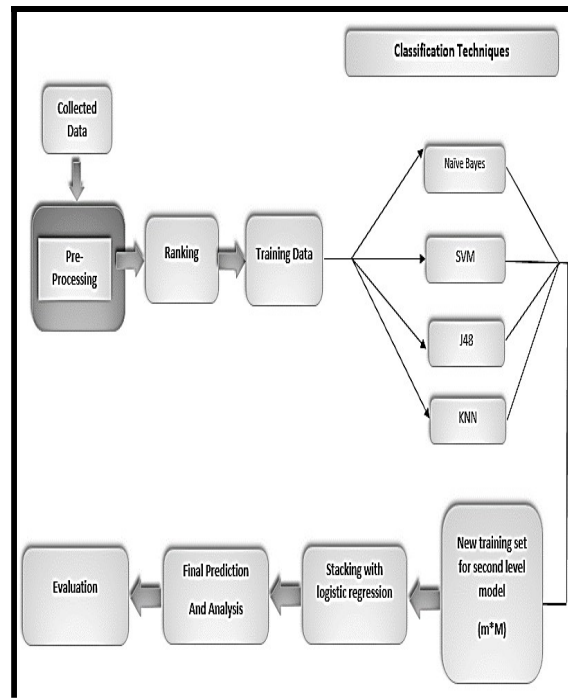 Classification Techniques
Collected
Data
Pre-
Processing
Ranking
Training Data
Naïve Bayes
SVM
J48
KNN
New training set
for second level
model
(m*M)
Stacking with
logistic regression
Final Prediction
And Analysis
Evaluation